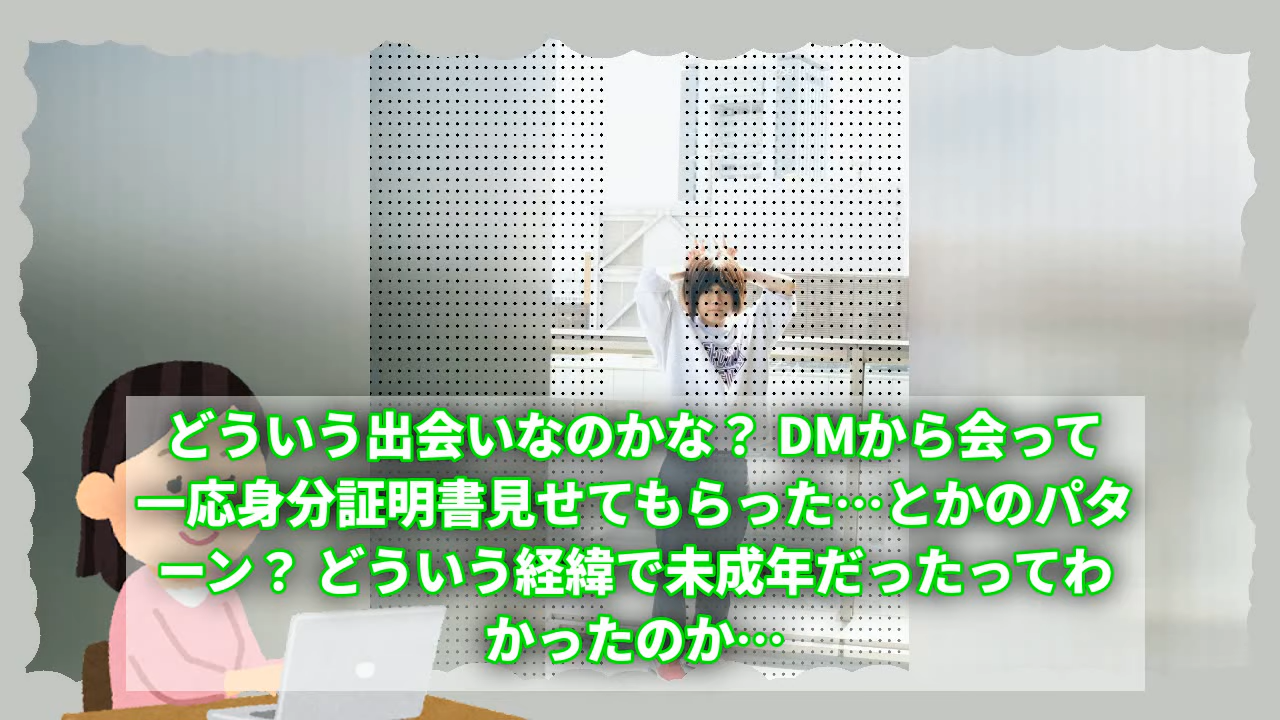 どういう出会いなのかな？ DMから会って
一応身分証明書見せてもらった…とかのパタ
ーン？ どういう経緯で未成年だったってわ
かったのか…